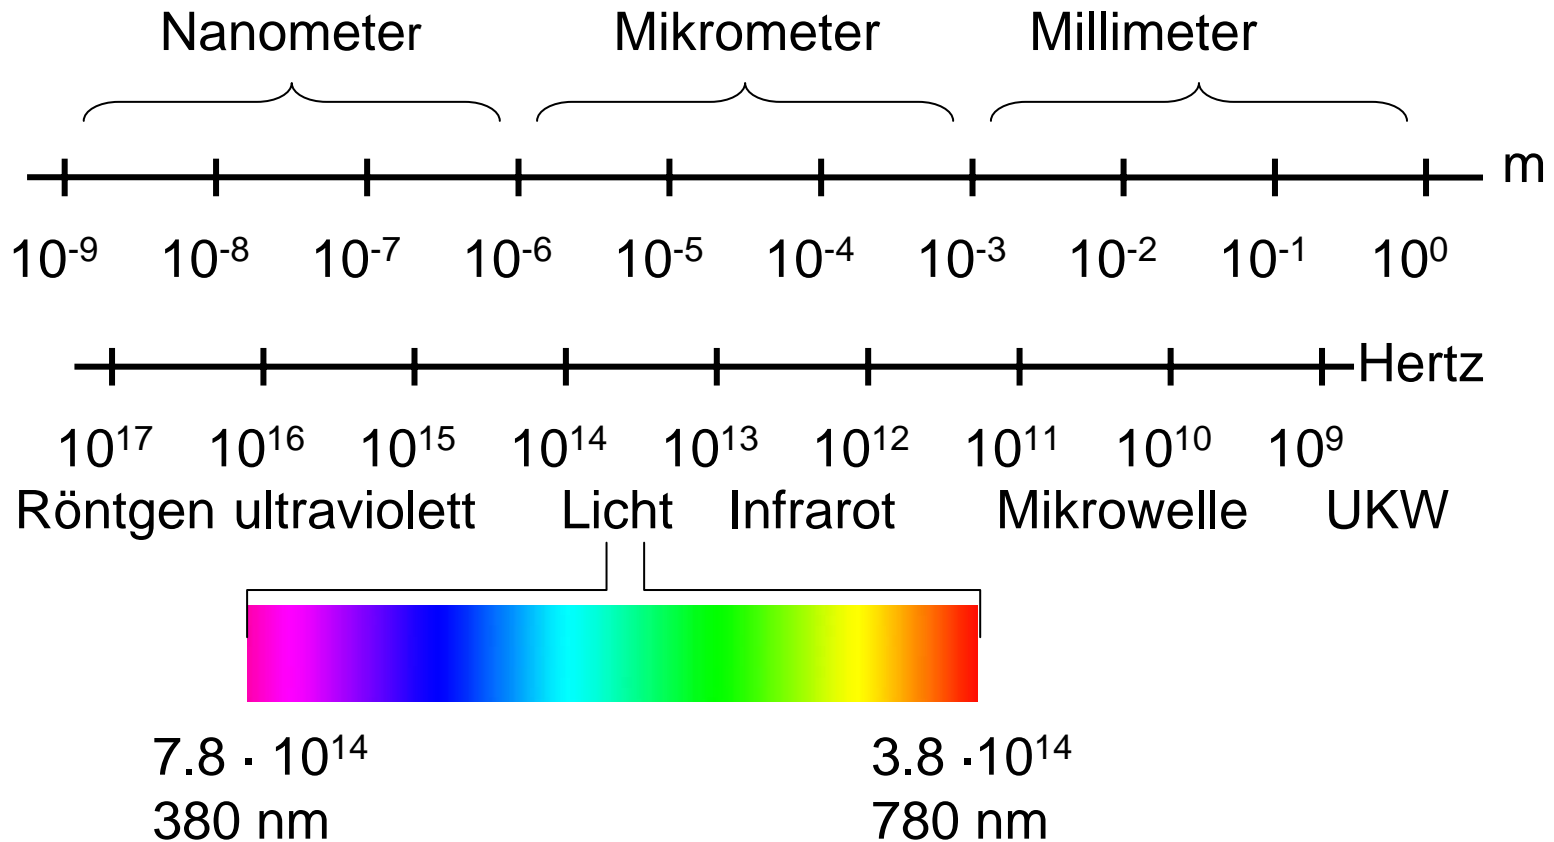 Nanometer Mikrometer Millimeter
m
10⁻⁹ 10⁻⁸ 10⁻⁷ 10⁻⁶ 10⁻⁵ 10⁻⁴ 10⁻³ 10⁻² 10⁻¹ 10⁰
Hertz
10¹⁷ 10¹⁶ 10¹⁵ 10¹⁴ 10¹³ 10¹² 10¹¹ 10¹⁰ 10⁹
Röntgen ultraviolett Licht Infrarot Mikrowelle UKW
7.8 · 10¹⁴ 3.8 ·10¹⁴
380 nm 780 nm